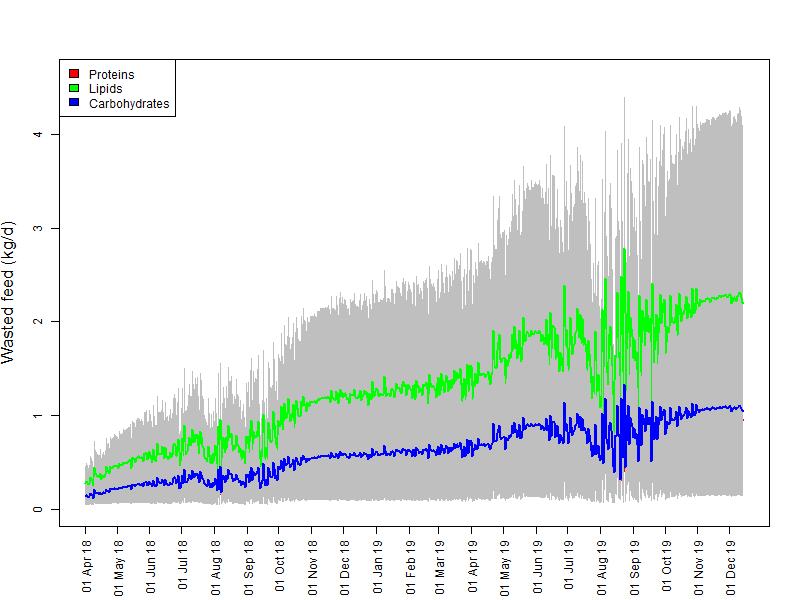 Proteins
Lipids
Carbohydrates
Wasted feed (kg/d)
4
3
2
1
0
01 Apr 18
01 May 18
01 Jun 18
01 Jul 18
01 Aug 18
01 Sep 18
01 Oct 18
01 Nov 18
01 Dec 18
01 Jan 19
01 Feb 19
01 Mar 19
01 Apr 19
01 May 19
01 Jun 19
01 Jul 19
01 Aug 19
01 Sep 19
01 Oct 19
01 Nov 19
01 Dec 19